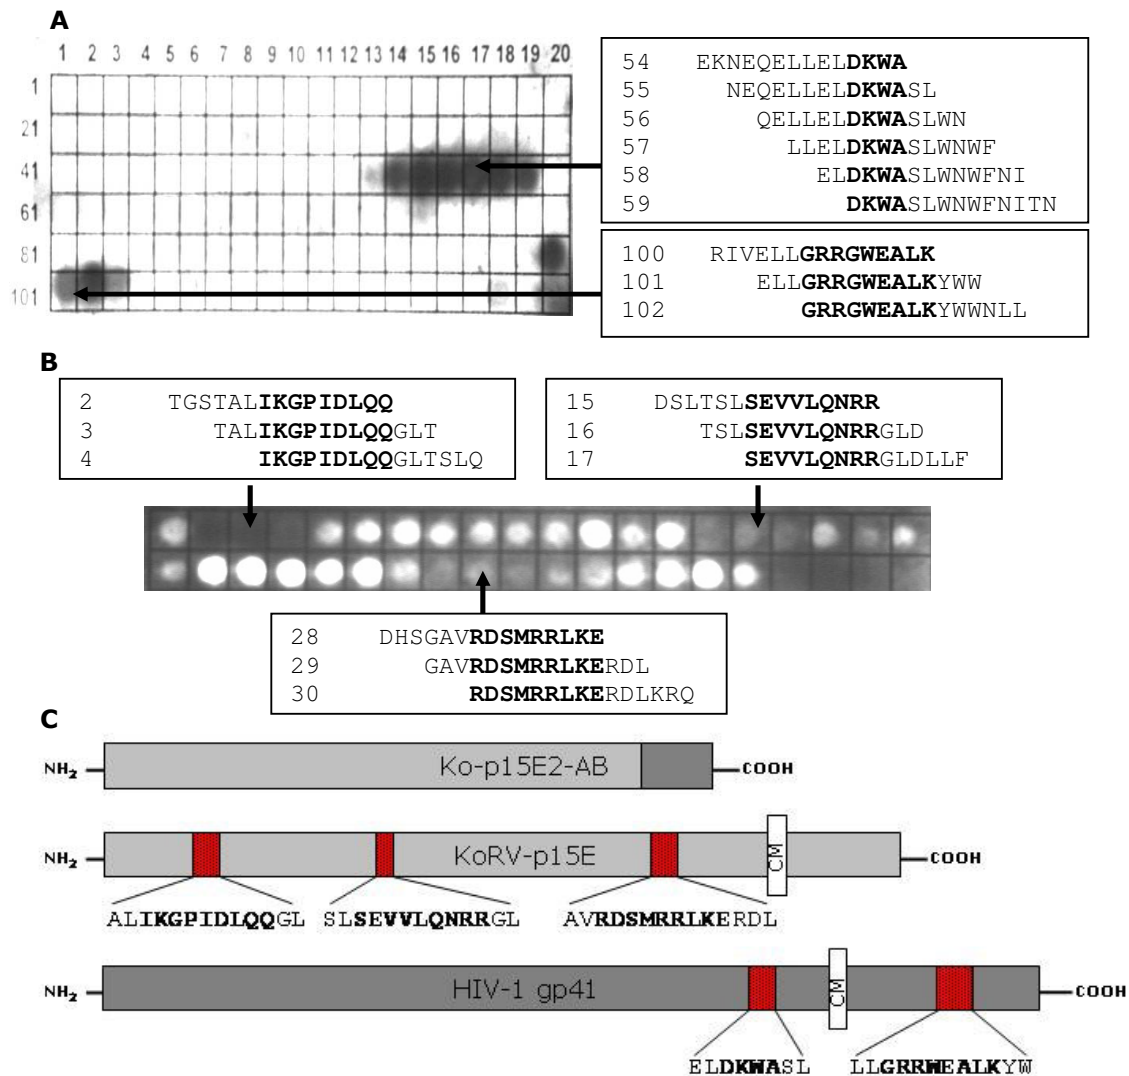 A
1 2 3 4 5 6 7 8 9 10 11 12 13 14 15 16 17 18 19 20
1
21
41
61
81
101
54 EKNEQELLELDKWA
55 NEQELLELDKWASL
56 QELLELDKWASLWN
57 LLELDKWASLWNWF
58 ELDKWASLWNWFNI
59 DKWASLWNWFNITN
100 RIVELLGRRGWEALK
101 ELLGRRGWEALKYWW
102 GRRGWEALKYWWNLL
B
2 TGSTALIKGPIDLQQ
3 TALIKGPIDLQQGLT
4 IKGPIDLQQGLTSLQ
15 DSLTSLSEVVLQNRR
16 TSLSEVVLQNRRGLD
17 SEVVLQNRRGLDLLF
28 DHSGAVRDSMRRLKE
29 GAVRDSMRRLKERDL
30 RDSMRRLKERDLKRQ
C
NH2 Ko-p15E2-AB COOH
NH2 KoRV-p15E CM COOH
ALIKGPIDLQQGL SLSEVVLQNRRGL AVRDSMRRLKERDL
NH2 HIV-1 gp41 CM COOH
ELDKWASL LLGRRWEALKYW